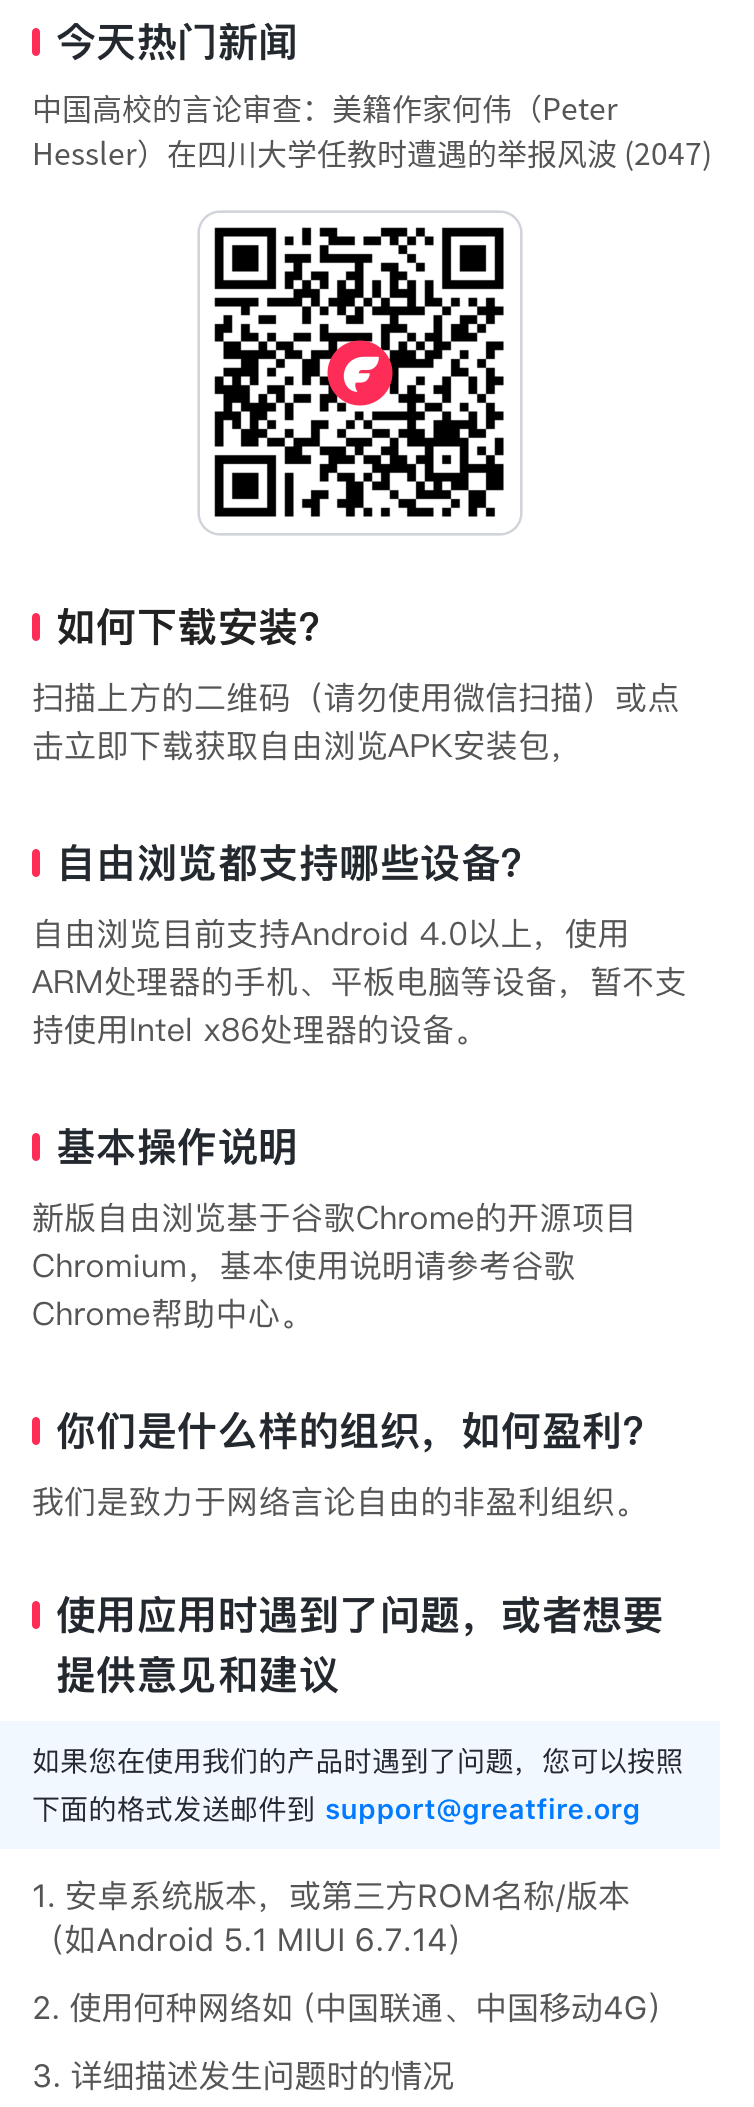 今天热门新闻
中国高校的言论审查：美籍作家何伟（Peter
Hessler）在四川大学任教时遭遇的举报风波 (2047)
如何下载安装?
扫描上方的二维码（请勿使用微信扫描）或点
击立即下载获取自由浏览APK安装包，
自由浏览都支持哪些设备?
自由浏览目前支持Android 4.0以上，使用
ARM处理器的手机、平板电脑等设备，暂不支
持使用Intel x86处理器的设备。
基本操作说明
新版自由浏览基于谷歌Chrome的开源项目
Chromium，基本使用说明请参考谷歌
Chrome帮助中心。
你们是什么样的组织，如何盈利?
我们是致力于网络言论自由的非盈利组织。
使用应用时遇到了问题，或者想要
提供意见和建议
如果您在使用我们的产品时遇到了问题，您可以按照
下面的格式发送邮件到 support@greatfire.org
1. 安卓系统版本，或第三方ROM名称/版本
（如Android 5.1 MIUI 6.7.14）
2. 使用何种网络如 (中国联通、中国移动4G）
3. 详细描述发生问题时的情况